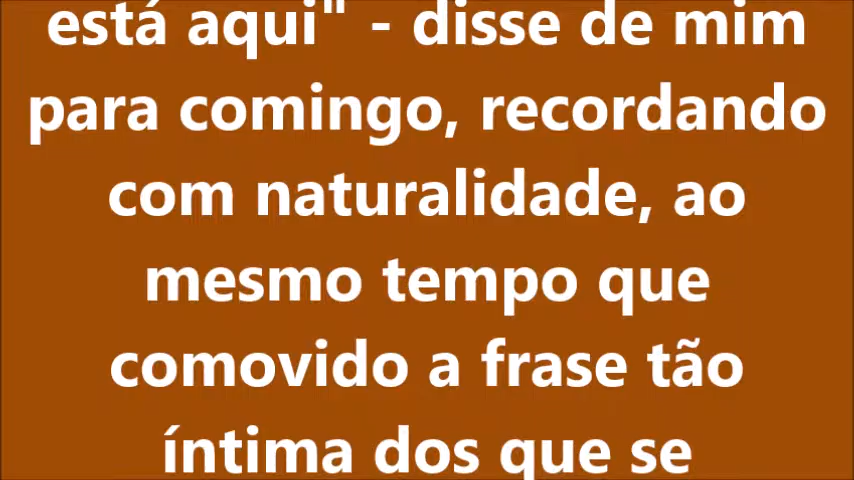 está aqui" - disse de mim
para comingo, recordando
com naturalidade, ao
mesmo tempo que
comovido a frase tão
íntima dos que se